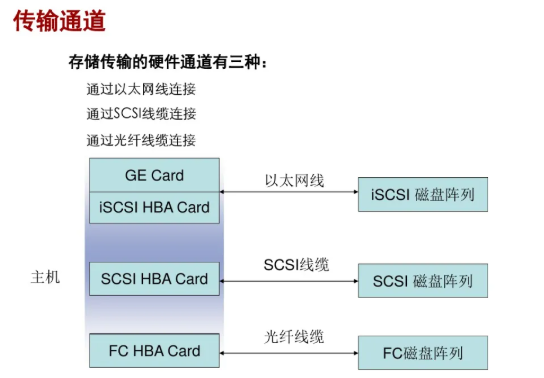 传输通道
存储传输的硬件通道有三种：
通过以太网线连接
通过SCSI线缆连接
通过光纤线缆连接
GE Card
iSCSI HBA Card
以太网线
iSCSI 磁盘阵列
主机
SCSI HBA Card
SCSI线缆
SCSI 磁盘阵列
FC HBA Card
光纤线缆
FC磁盘阵列